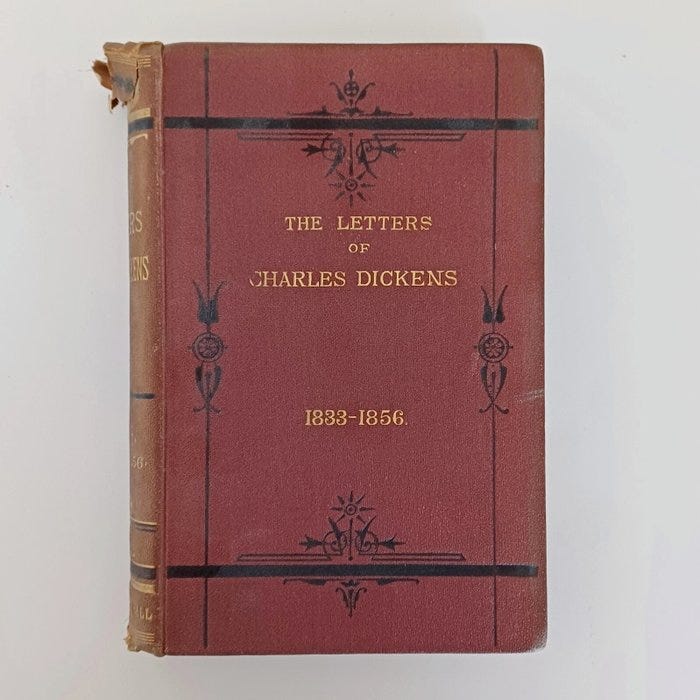 THE LETTERS
OF
CHARLES DICKENS
1833-1856.